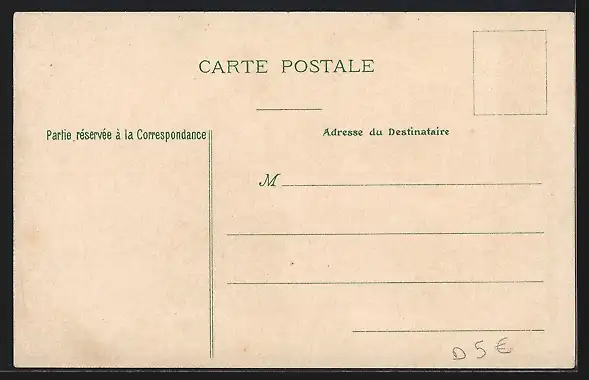 CARTE POSTALE
Partie réservée à la Correspondance
Adresse du Destinataire
M
D 5 €